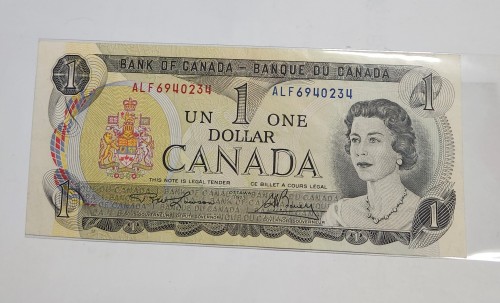 BANK OF CANADA – BANQUE DU CANADA
1 1
ALF6940234 ALF6940234
UN 1 ONE
DOLLAR
CANADA
THIS NOTE IS LEGAL TENDER CE BILLET A COURS LÉGAL
1 1